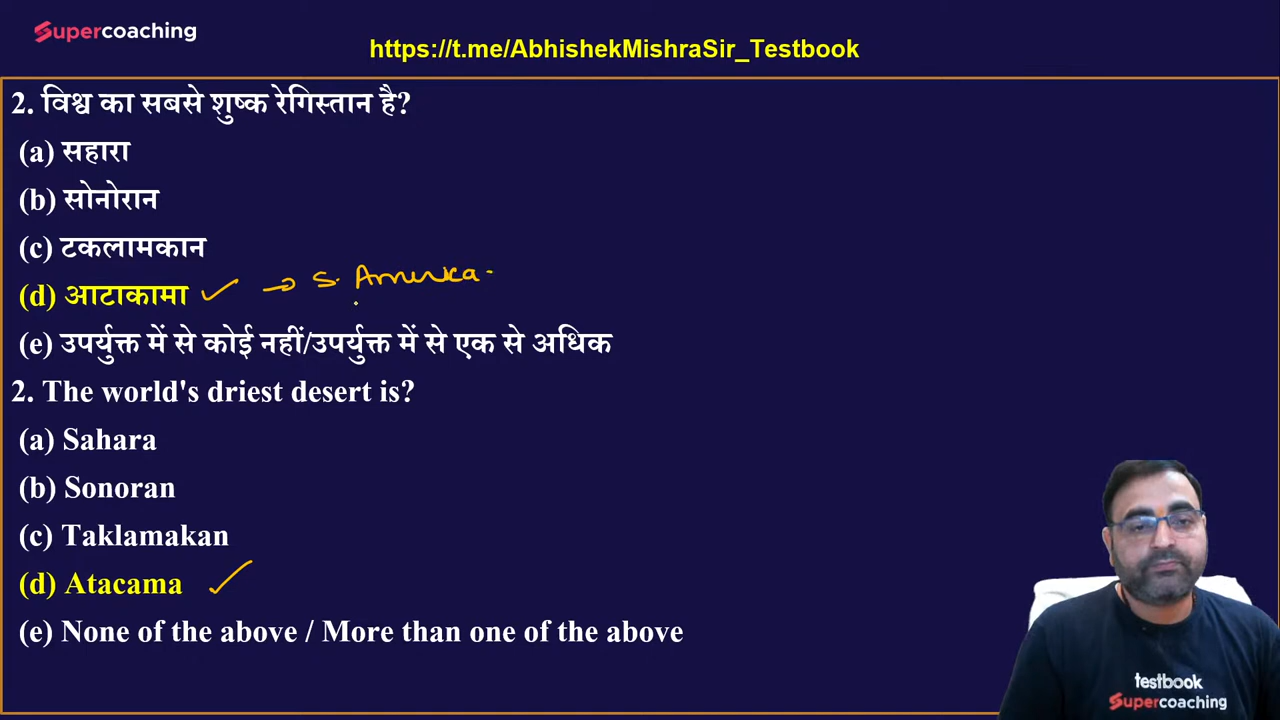 Supercoaching
https://t.me/AbhishekMishraSir_Testbook
2. विश्व का सबसे शुष्क रेगिस्तान है?
(a) सहारा
(b) सोनोरान
(c) टकलामकान
(d) आटाकामा ✓ → S. America.
(e) उपर्युक्त में से कोई नहीं/उपर्युक्त में से एक से अधिक
2. The world's driest desert is?
(a) Sahara
(b) Sonoran
(c) Taklamakan
(d) Atacama ✓
(e) None of the above / More than one of the above
testbook
Supercoaching